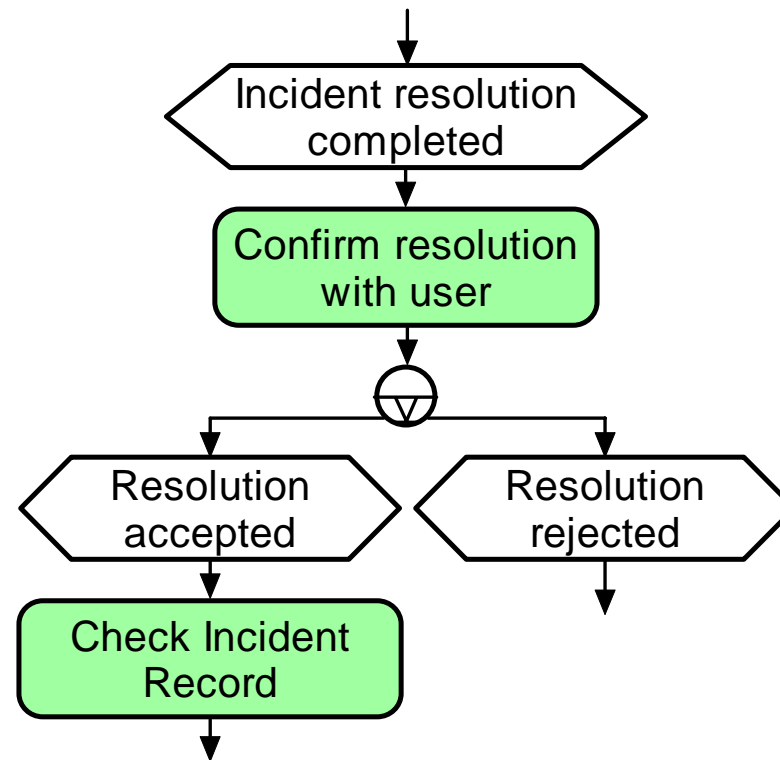 Incident resolution
completed
Confirm resolution
with user
Resolution
accepted
Resolution
rejected
Check Incident
Record